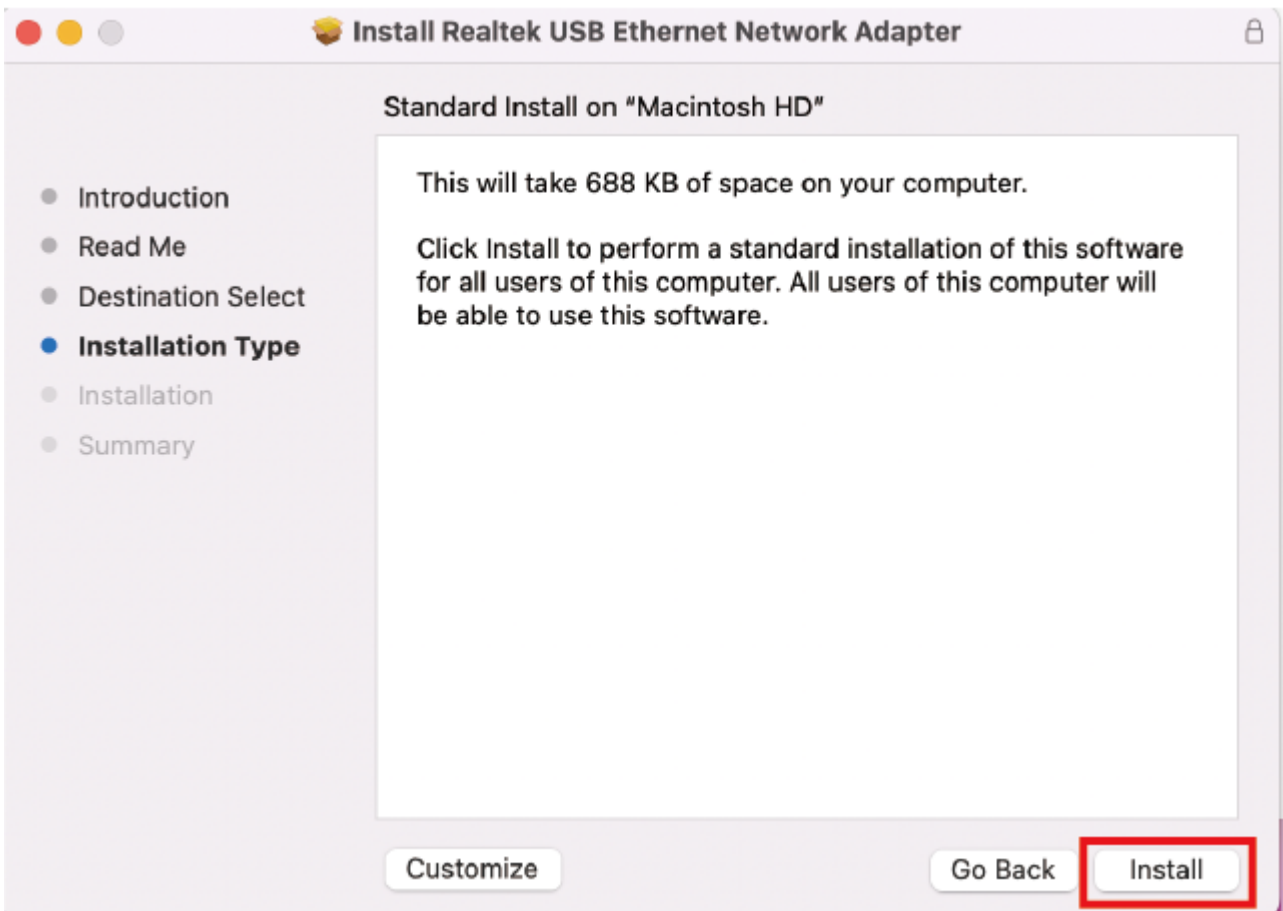 Install Realtek USB Ethernet Network Adapter
Standard Install on “Macintosh HD”
Introduction
Read Me
Destination Select
Installation Type
Installation
Summary
This will take 688 KB of space on your computer.
Click Install to perform a standard installation of this software
for all users of this computer. All users of this computer will
be able to use this software.
Customize
Go Back
Install